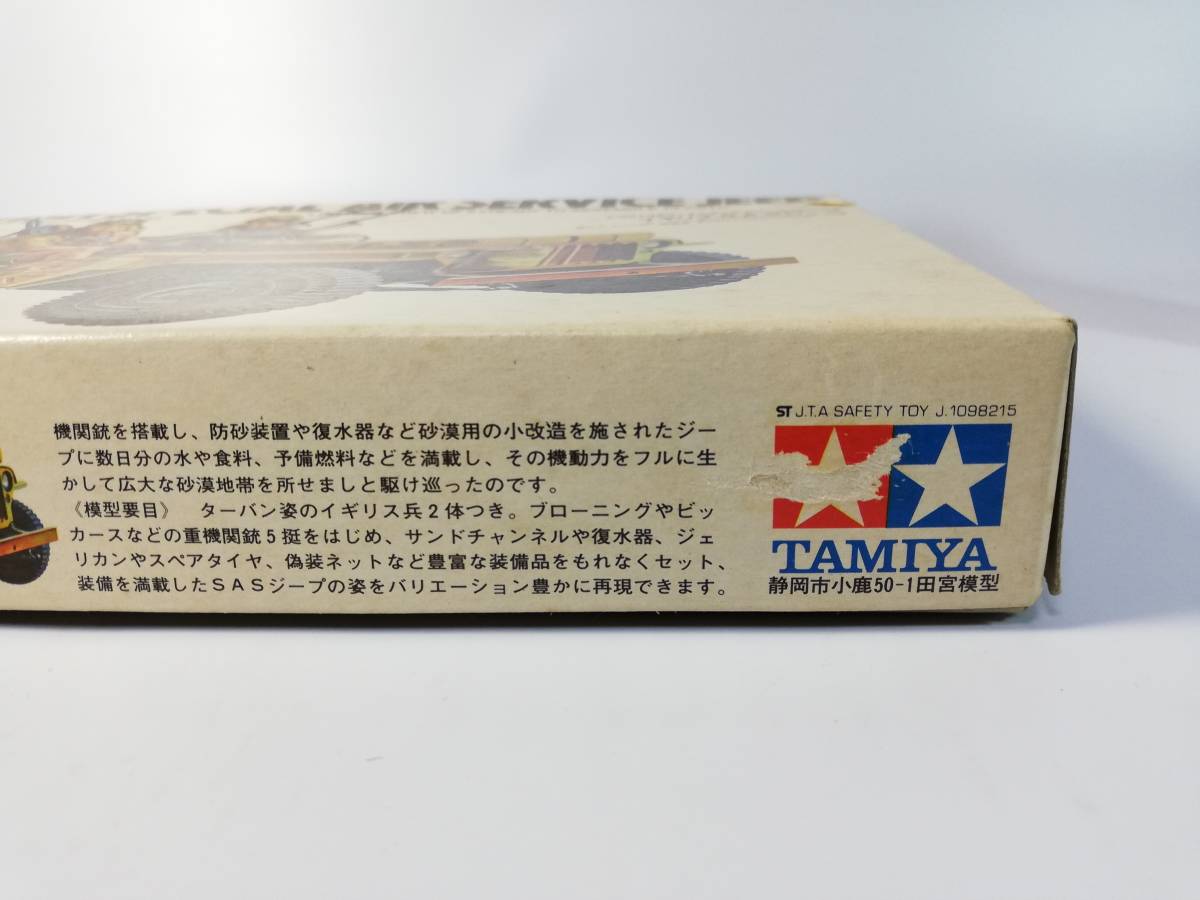 AIR SERVICE JEEP
機関銃を搭載し、防砂装置や復水器など砂漠用の小改造を施されたジー
プに数日分の水や食料、予備燃料などを満載し、その機動力をフルに生
かして広大な砂漠地帯を所せましと駆け巡ったのです。
《模型要目》 ターバン姿のイギリス兵2体つき。ブローニングやビッ
カースなどの重機関銃5挺をはじめ、サンドチャンネルや復水器、ジェ
リカンやスペアタイヤ、偽装ネットなど豊富な装備品をもれなくセット、
装備を満載したSASジープの姿をバリエーション豊かに再現できます。
ST J.T.A SAFETY TOY J.1098215
TAMIYA
静岡市小鹿50-1田宮模型